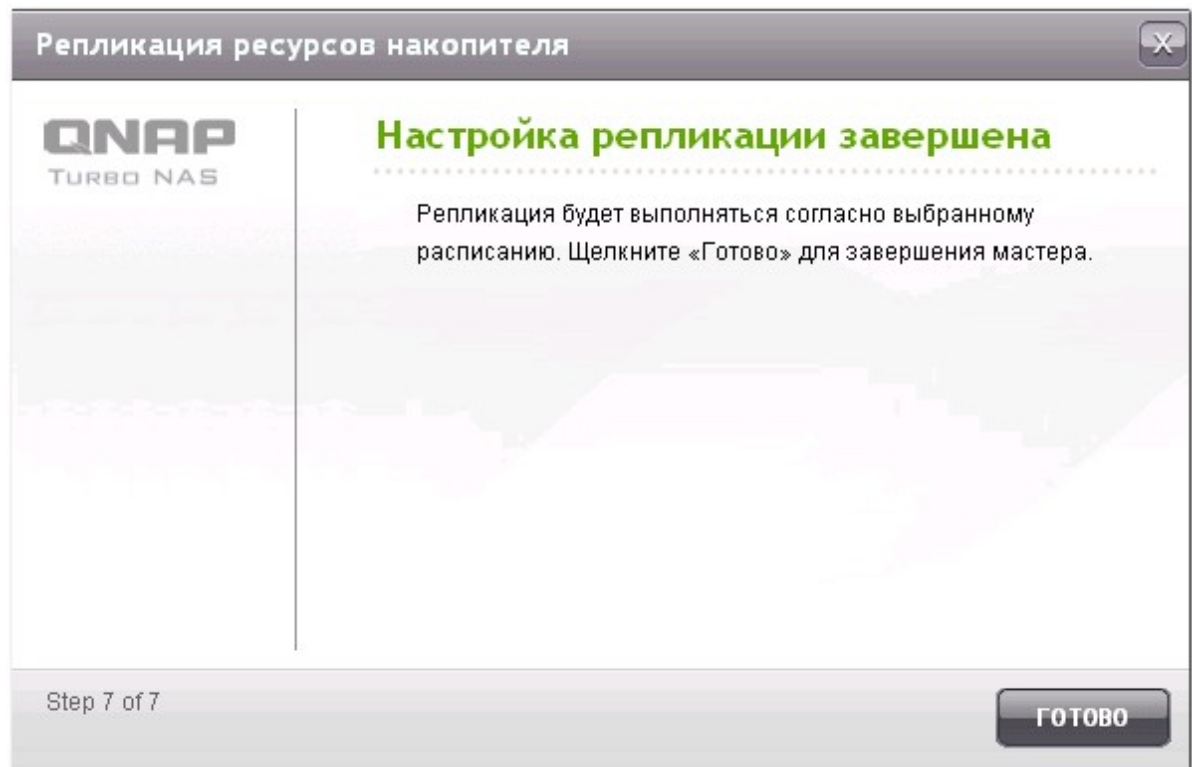 Репликация ресурсов накопителя
X
QNAP
TURBO NAS
Настройка репликации завершена
Репликация будет выполняться согласно выбранному
расписанию. Щелкните «Готово» для завершения мастера.
Step 7 of 7
ГОТОВО